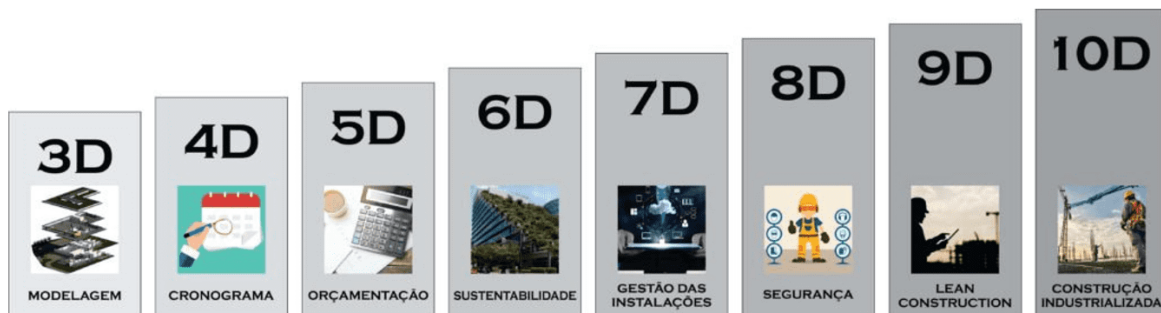 3D
MODELAGEM
4D
CRONOGRAMA
5D
ORÇAMENTAÇÃO
6D
SUSTENTABILIDADE
7D
GESTÃO DAS
INSTALAÇÕES
8D
SEGURANÇA
9D
LEAN
CONSTRUCTION
10D
CONSTRUÇÃO
INDUSTRIALIZADA